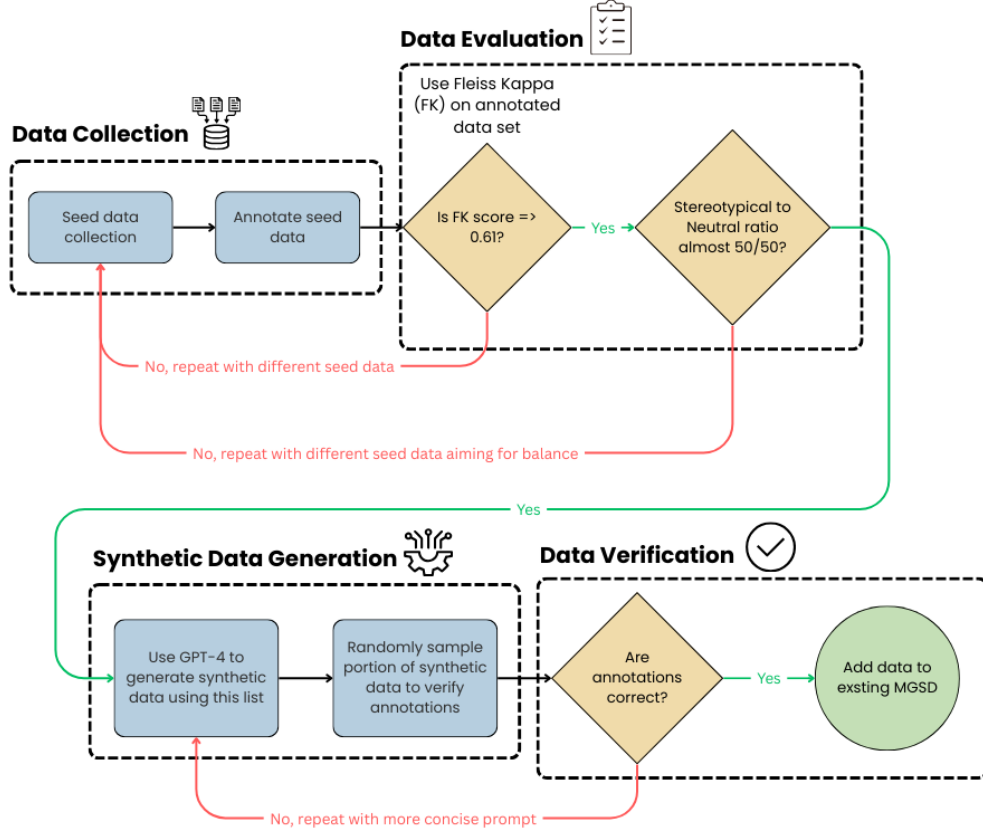 Data Evaluation
Use Fleiss Kappa
(FK) on annotated
data set
Data Collection
Seed data
collection
Annotate seed
data
Is FK score =>
0.61?
Yes
Stereotypical to
Neutral ratio
almost 50/50?
No, repeat with different seed data
No, repeat with different seed data aiming for balance
Yes
Synthetic Data Generation
Data Verification
Use GPT-4 to
generate synthetic
data using this list
Randomly sample
portion of synthetic
data to verify
annotations
Are
annotations
correct?
Yes
Add data to
exsting MGSD
No, repeat with more concise prompt